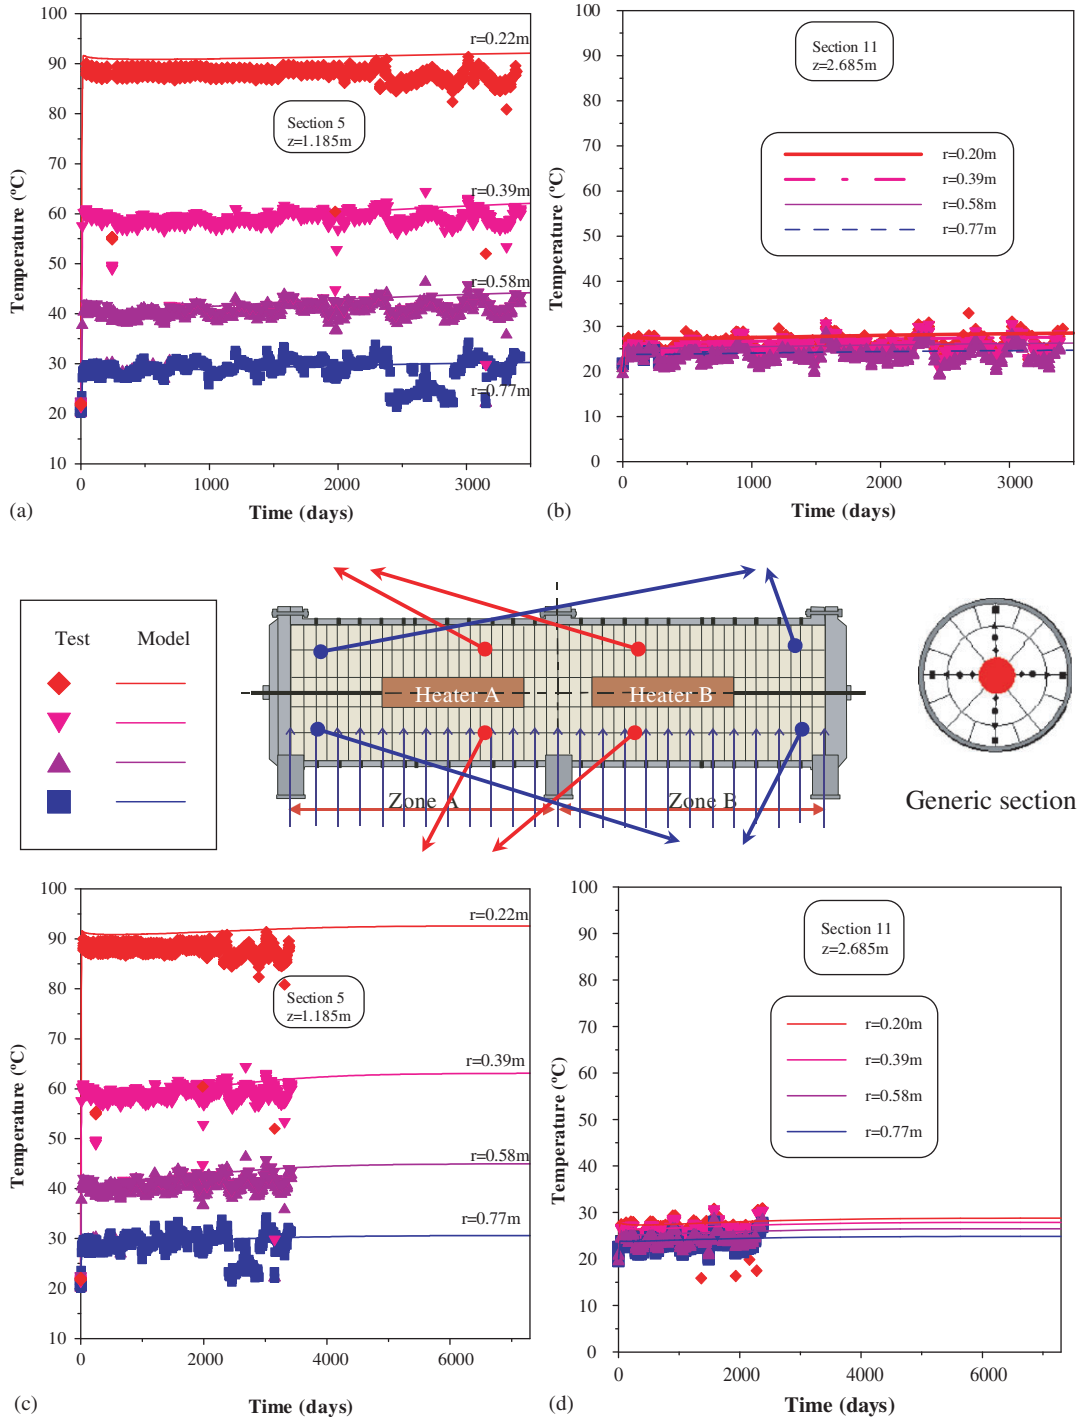 100
90
80
70
60
50
40
30
20
10
Temperature (ºC)
r=0.22m
Section 5
z=1.185m
r=0.39m
r=0.58m
r=0.77m
0
1000
2000
3000
(a)
Time (days)
100
90
80
70
60
50
40
30
20
10
0
Temperature (ºC)
Section 11
z=2.685m
r=0.20m
r=0.39m
r=0.58m
r=0.77m
0
1000
2000
3000
(b)
Time (days)
Test Model
Heater A
Heater B
Zone A
Zone B
Generic section
100
90
80
70
60
50
40
30
20
10
Temperature (ºC)
r=0.22m
Section 5
z=1.185m
r=0.39m
r=0.58m
r=0.77m
0
2000
4000
6000
(c)
Time (days)
100
90
80
70
60
50
40
30
20
10
0
Temperature (ºC)
Section 11
z=2.685m
r=0.20m
r=0.39m
r=0.58m
r=0.77m
0
2000
4000
6000
(d)
Time (days)